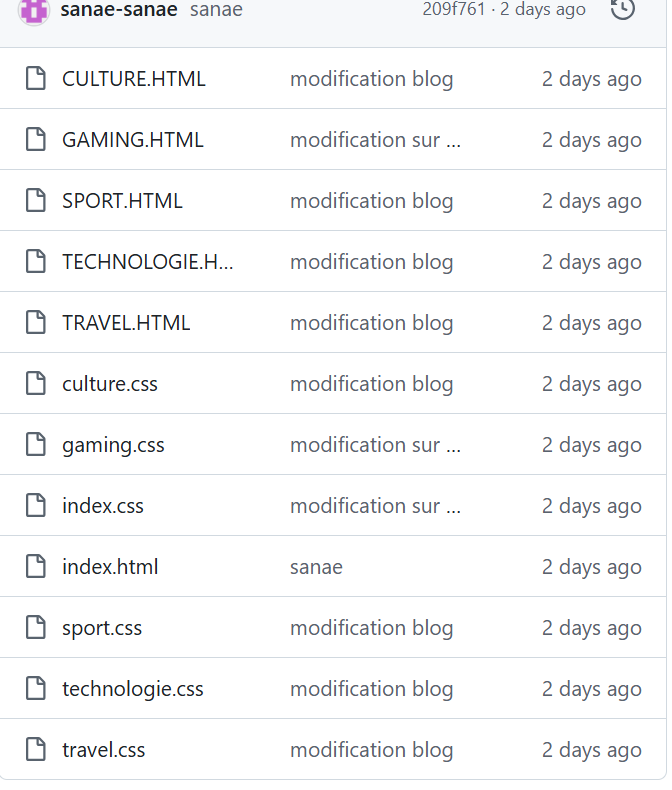 sanae-sanae sanae 209f761 · 2 days ago
CULTURE.HTML modification blog 2 days ago
GAMING.HTML modification sur ... 2 days ago
SPORT.HTML modification blog 2 days ago
TECHNOLOGIE.H... modification blog 2 days ago
TRAVEL.HTML modification blog 2 days ago
culture.css modification blog 2 days ago
gaming.css modification sur ... 2 days ago
index.css modification sur ... 2 days ago
index.html sanae 2 days ago
sport.css modification blog 2 days ago
technologie.css modification blog 2 days ago
travel.css modification blog 2 days ago